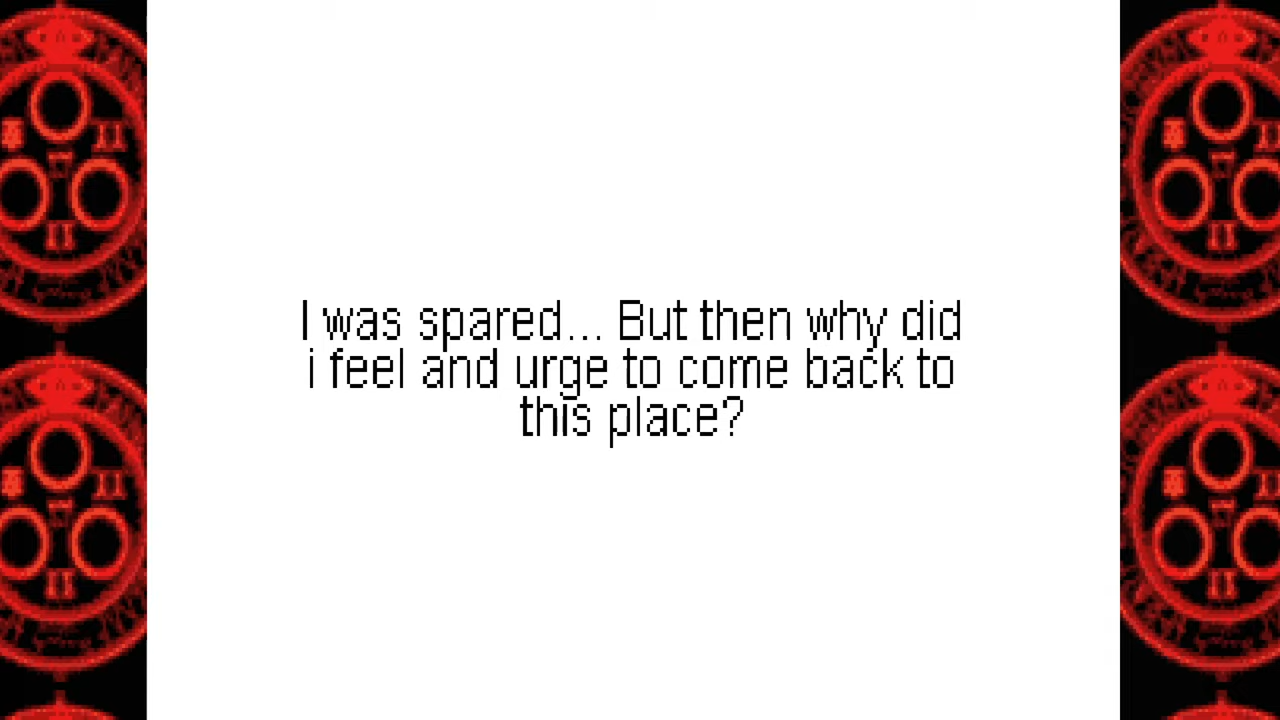 I was spared... But then why did
i feel and urge to come back to
this place?